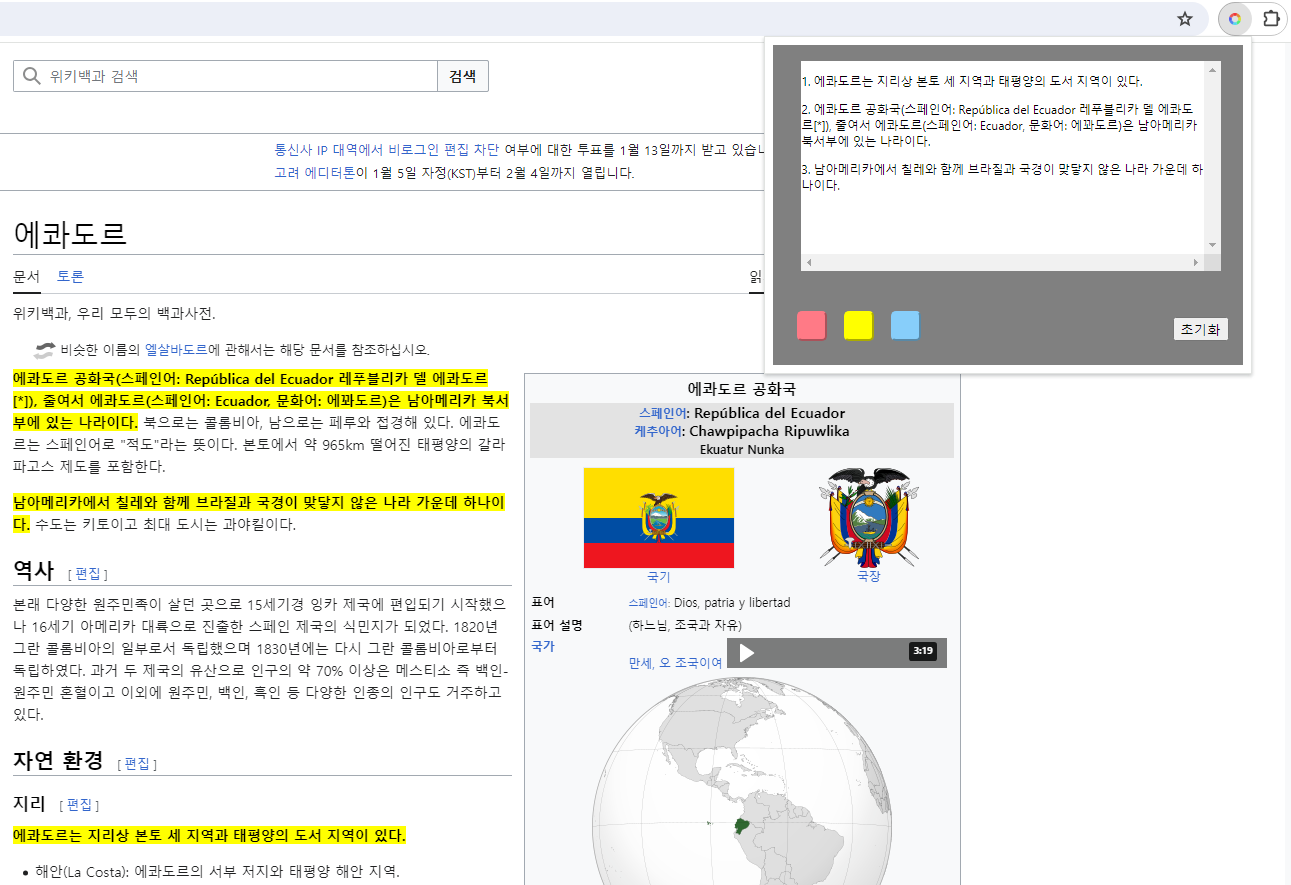 위키백과 검색
검색
통신사 IP 대역에서 비로그인 편집 차단 여부에 대한 투표를 1월 13일까지 받고 있습니
고려 에디터톤이 1월 5일 자정(KST)부터 2월 4일까지 열립니다.
1. 에콰도르는 지리상 본토 세 지역과 태평양의 도서 지역이 있다.
2. 에콰도르 공화국(스페인어: República del Ecuador 레푸블리카 델 에콰도
르[*]), 줄여서 에콰도르(스페인어: Ecuador, 문화어: 에꽈도르)은 남아메리카
북서부에 있는 나라이다.
3. 남아메리카에서 칠레와 함께 브라질과 국경이 맞닿지 않은 나라 가운데 하
나이다.
초기화
에콰도르
문서
토론
읽
위키백과, 우리 모두의 백과사전.
비슷한 이름의 엘살바도르에 관해서는 해당 문서를 참조하십시오.
에콰도르 공화국(스페인어: República del Ecuador 레푸블리카 델 에콰도르
[*]), 줄여서 에콰도르(스페인어: Ecuador, 문화어: 에꽈도르)은 남아메리카 북서
부에 있는 나라이다. 북으로는 콜롬비아, 남으로는 페루와 접경해 있다. 에콰도
르는 스페인어로 "적도"라는 뜻이다. 본토에서 약 965km 떨어진 태평양의 갈라
파고스 제도를 포함한다.
남아메리카에서 칠레와 함께 브라질과 국경이 맞닿지 않은 나라 가운데 하나이
다. 수도는 키토이고 최대 도시는 과야킬이다.
역사 [ 편집 ]
본래 다양한 원주민족이 살던 곳으로 15세기경 잉카 제국에 편입되기 시작했으
나 16세기 아메리카 대륙으로 진출한 스페인 제국의 식민지가 되었다. 1820년
그란 콜롬비아의 일부로서 독립했으며 1830년에는 다시 그란 콜롬비아로부터
독립하였다. 과거 두 제국의 유산으로 인구의 약 70% 이상은 메스티소 즉 백인-
원주민 혼혈이고 이외에 원주민, 백인, 흑인 등 다양한 인종의 인구도 거주하고
있다.
자연 환경 [ 편집 ]
지리 [ 편집 ]
에콰도르는 지리상 본토 세 지역과 태평양의 도서 지역이 있다.
• 해안(La Costa): 에콰도르의 서부 저지와 태평양 해안 지역.
에콰도르 공화국
스페인어: República del Ecuador
케추아어: Chawpipacha Ripuwlika
Ekuatur Nunka
국기
국장
표어 스페인어: Dios, patria y libertad
표어 설명 (하느님, 조국과 자유)
국가
만세, 오 조국이여
3:19